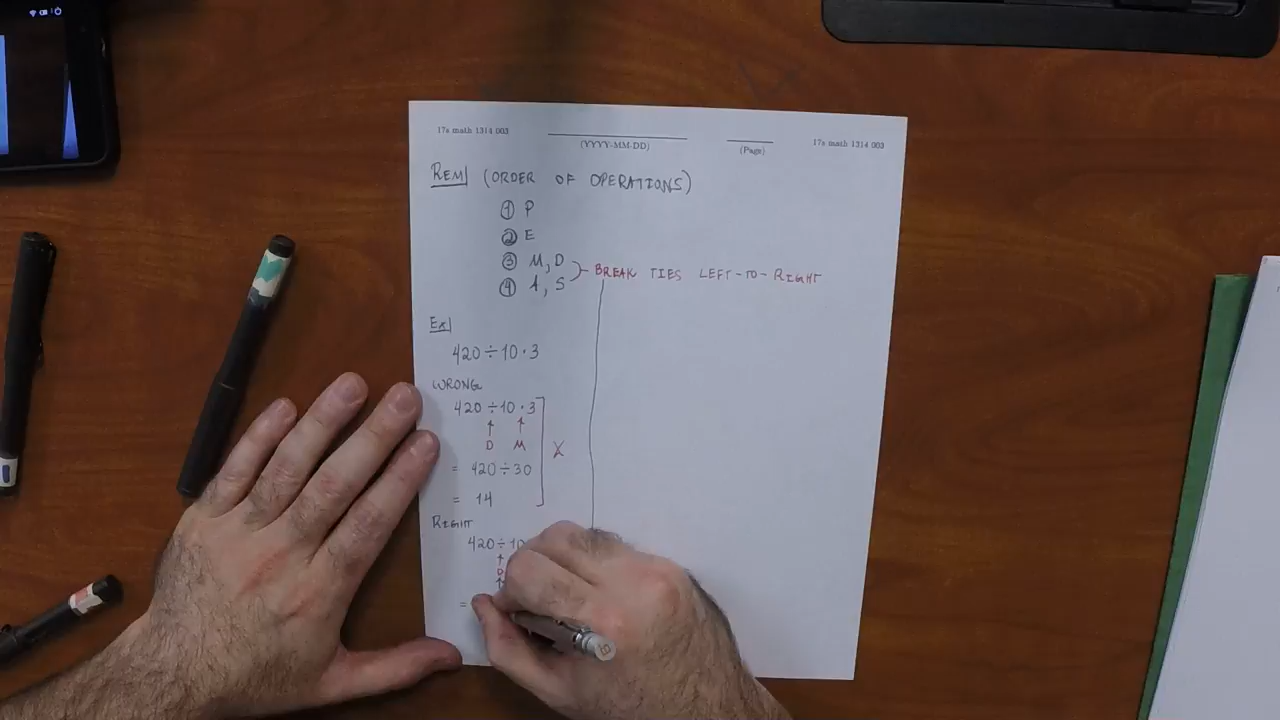 17s math 1314 003 (YYYY-MM-DD) (Page) 17s math 1314 003
REM (ORDER OF OPERATIONS)
① P
② E
③ M, D
④ A, S
BREAK TIES LEFT-TO-RIGHT
Ex
420 ÷ 10 · 3
WRONG
420 ÷ 10 · 3
↑ ↑
D M
= 420 ÷ 30
= 14
X
RIGHT
420 ÷ 10
↑
D
↑
=